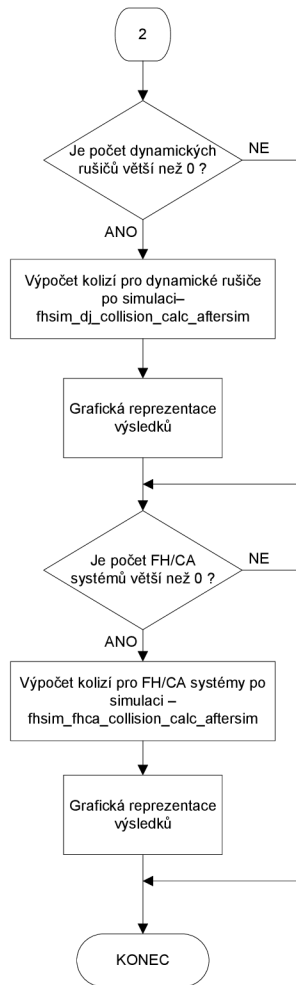 2
Je počet dynamických
rušičů větší než 0 ?
NE
ANO
Výpočet kolizí pro dynamické rušiče
po simulaci–
fhsim_dj_collision_calc_aftersim
Grafická reprezentace
výsledků
Je počet FH/CA
systémů větší než 0 ?
NE
ANO
Výpočet kolizí pro FH/CA systémy po
simulaci –
fhsim_fhca_collision_calc_aftersim
Grafická reprezentace
výsledků
KONEC